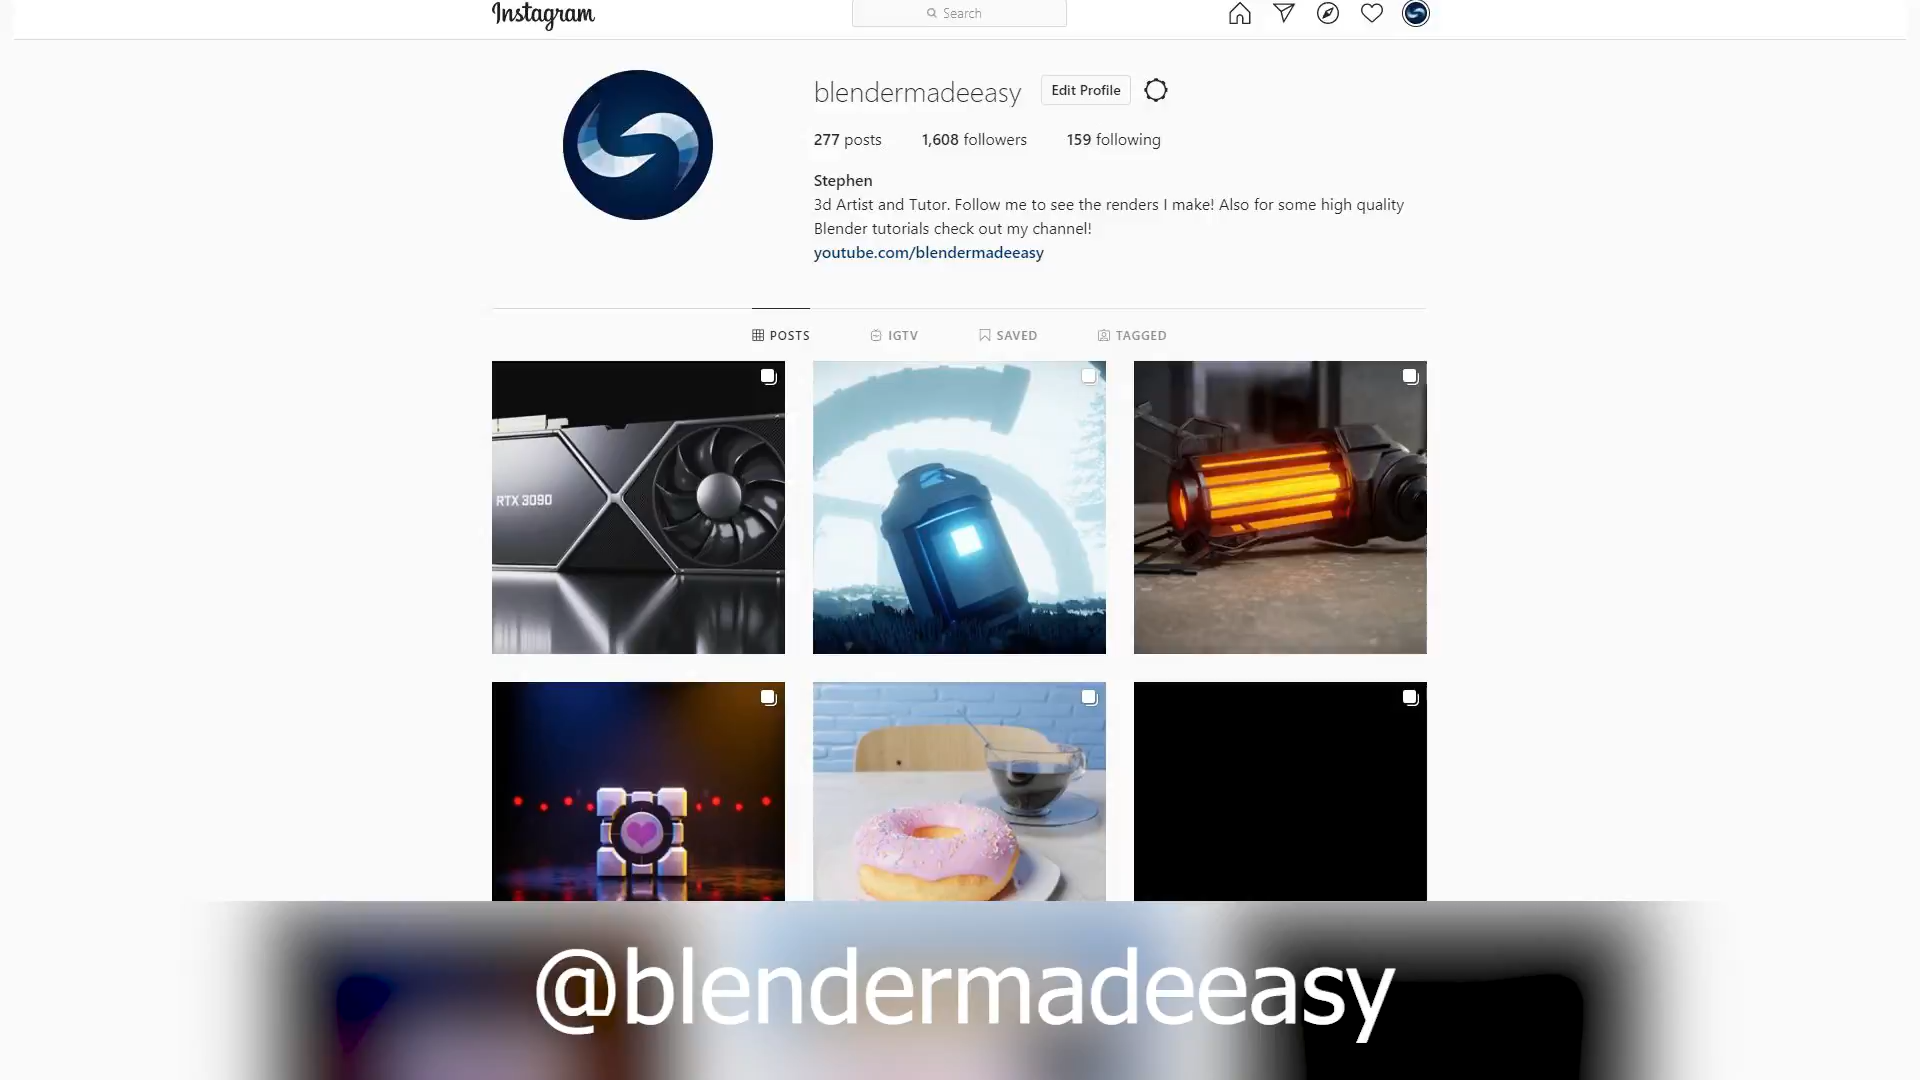 Instagram
Search
blendermadeeasy
Edit Profile
277 posts
1,608 followers
159 following
Stephen
3d Artist and Tutor. Follow me to see the renders I make! Also for some high quality
Blender tutorials check out my channel!
youtube.com/blendermadeeasy
POSTS
IGTV
SAVED
TAGGED
RTX 3090
@blendermadeeasy